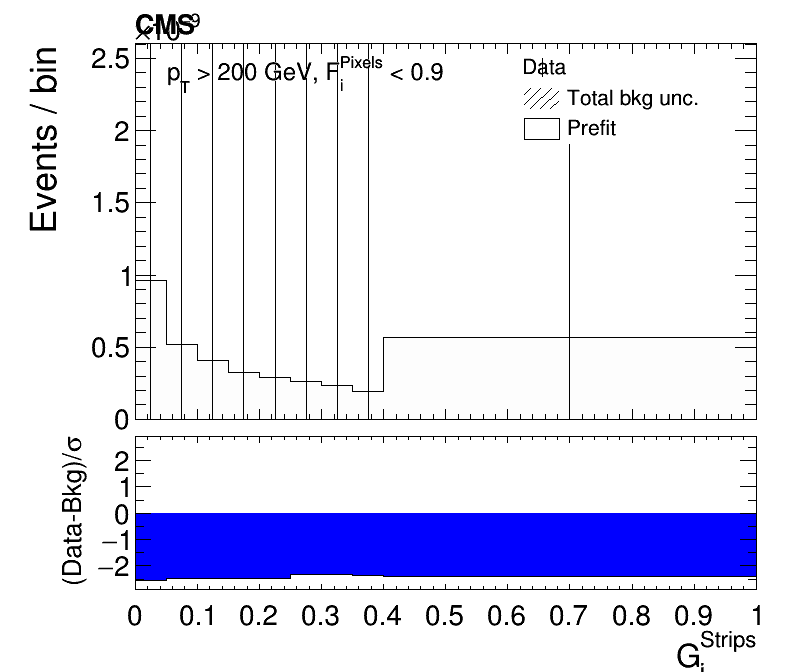 CMS
×10⁹
p_T > 200 GeV, F_i^Pixels < 0.9
Data
Total bkg unc.
Prefit
Events / bin
2.5
2
1.5
1
0.5
0
(Data-Bkg)/σ
2
1
0
−1
−2
0 0.1 0.2 0.3 0.4 0.5 0.6 0.7 0.8 0.9 1
G_i^Strips